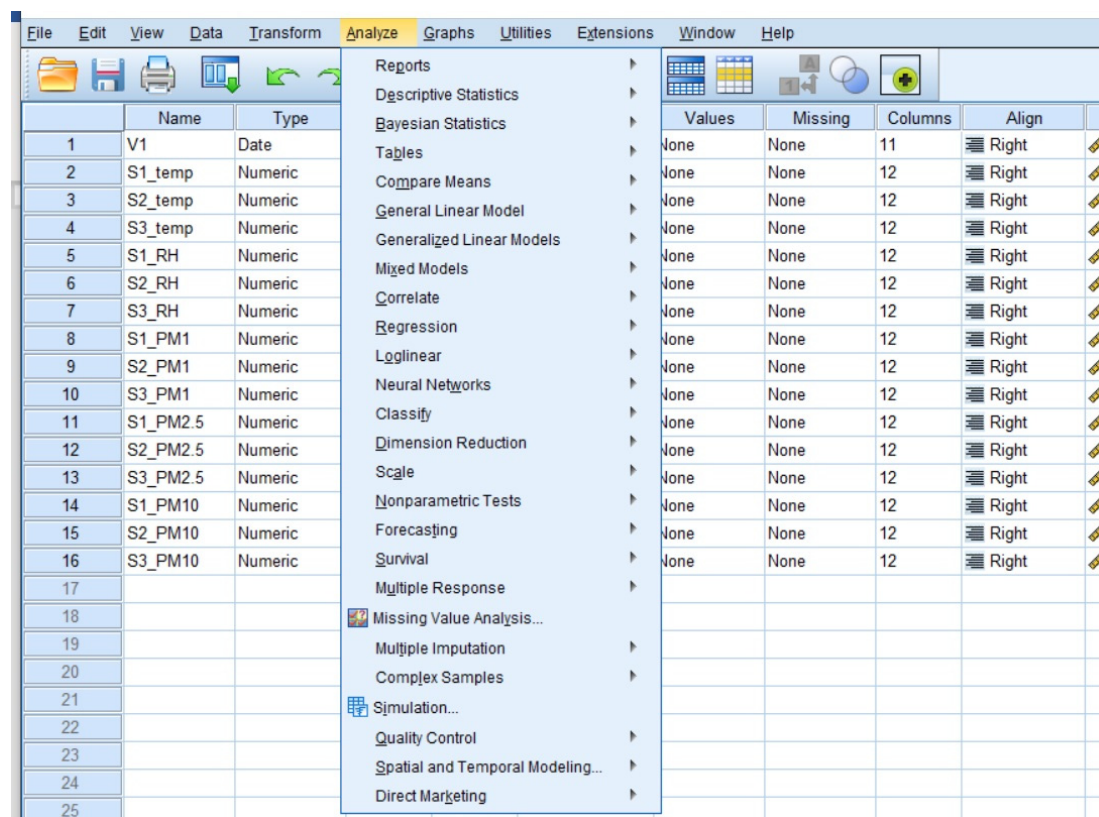 File Edit View Data Transform Analyze Graphs Utilities Extensions Window Help
Reports
Descriptive Statistics
Bayesian Statistics
Tables
Compare Means
General Linear Model
Generalized Linear Models
Mixed Models
Correlate
Regression
Loglinear
Neural Networks
Classify
Dimension Reduction
Scale
Nonparametric Tests
Forecasting
Survival
Multiple Response
Missing Value Analysis...
Multiple Imputation
Complex Samples
Simulation...
Quality Control
Spatial and Temporal Modeling...
Direct Marketing
Name Type Values Missing Columns Align
1 V1 Date None None 11 Right
2 S1_temp Numeric None None 12 Right
3 S2_temp Numeric None None 12 Right
4 S3_temp Numeric None None 12 Right
5 S1_RH Numeric None None 12 Right
6 S2_RH Numeric None None 12 Right
7 S3_RH Numeric None None 12 Right
8 S1_PM1 Numeric None None 12 Right
9 S2_PM1 Numeric None None 12 Right
10 S3_PM1 Numeric None None 12 Right
11 S1_PM2.5 Numeric None None 12 Right
12 S2_PM2.5 Numeric None None 12 Right
13 S3_PM2.5 Numeric None None 12 Right
14 S1_PM10 Numeric None None 12 Right
15 S2_PM10 Numeric None None 12 Right
16 S3_PM10 Numeric None None 12 Right
17
18
19
20
21
22
23
24
25